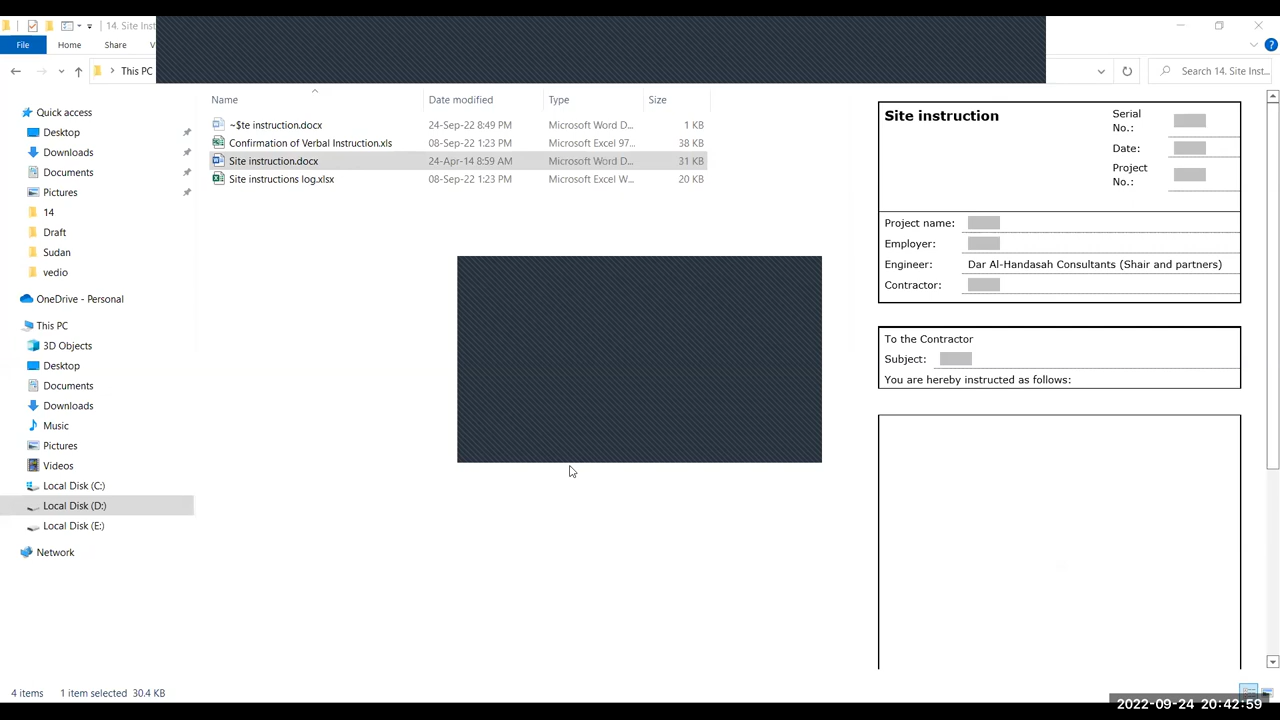 14. Site Inst
File Home Share V
This PC
Search 14. Site Inst...
Quick access
Desktop
Downloads
Documents
Pictures
14
Draft
Sudan
vedio
OneDrive - Personal
This PC
3D Objects
Desktop
Documents
Downloads
Music
Pictures
Videos
Local Disk (C:)
Local Disk (D:)
Local Disk (E:)
Network
Name Date modified Type Size
~$te instruction.docx 24-Sep-22 8:49 PM Microsoft Word D... 1 KB
Confirmation of Verbal Instruction.xls 08-Sep-22 1:23 PM Microsoft Excel 97... 38 KB
Site instruction.docx 24-Apr-14 8:59 AM Microsoft Word D... 31 KB
Site instructions log.xlsx 08-Sep-22 1:23 PM Microsoft Excel W... 20 KB
Site instruction
Serial
No.:
Date:
Project
No.:
Project name:
Employer:
Engineer: Dar Al-Handasah Consultants (Shair and partners)
Contractor:
To the Contractor
Subject:
You are hereby instructed as follows:
4 items 1 item selected 30.4 KB
2022-09-24 20:42:59